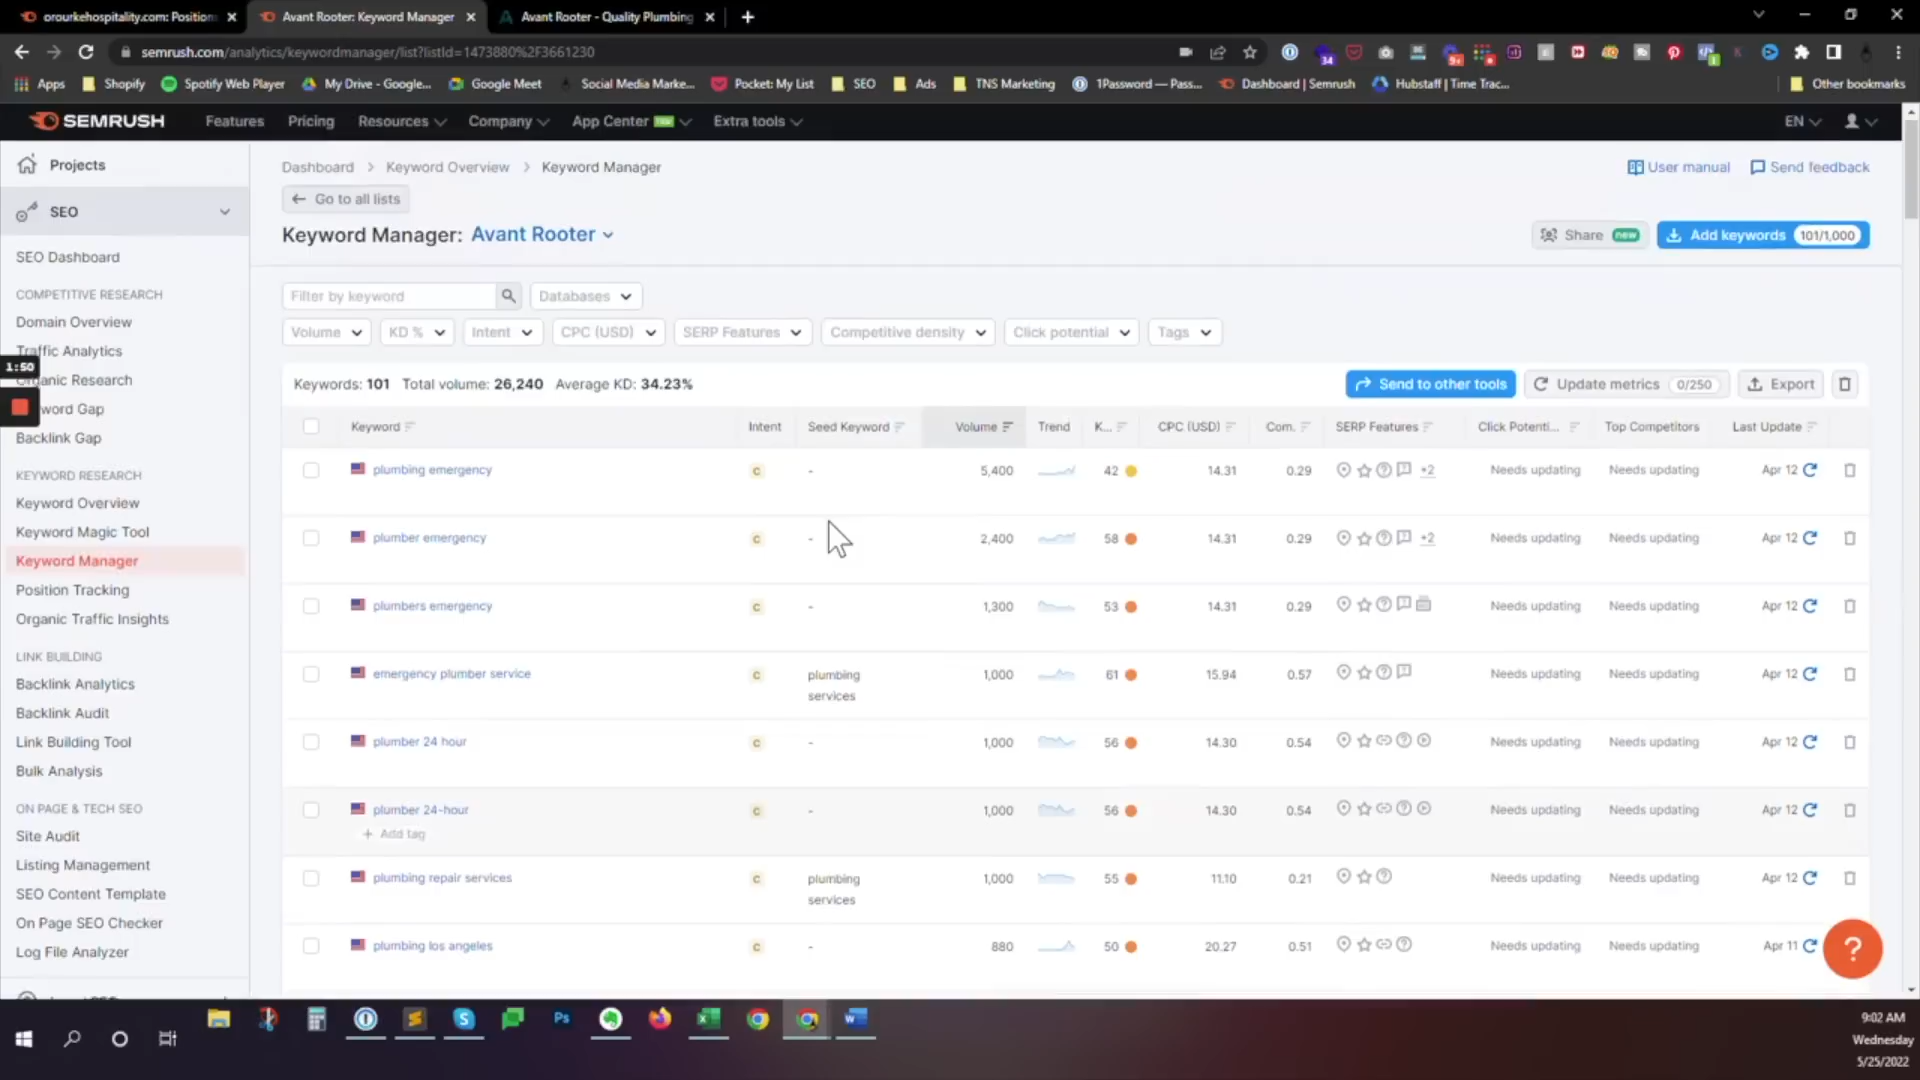 orourkehospitality.com: Position
Avant Rooter: Keyword Manager
Avant Rooter - Quality Plumbing
semrush.com/analytics/keywordmanager/list?listId=1473880%2F3661230
34
9+
1
Apps
Shopify
Spotify Web Player
My Drive - Google...
Google Meet
Social Media Marke...
Pocket: My List
SEO
Ads
TNS Marketing
1Password — Pass...
Dashboard | Semrush
Hubstaff | Time Trac...
Other bookmarks
SEMRUSH
Features
Pricing
Resources
Company
App Center
Extra tools
EN
Projects
SEO
SEO Dashboard
COMPETITIVE RESEARCH
Domain Overview
Traffic Analytics
1:50
Organic Research
word Gap
Backlink Gap
KEYWORD RESEARCH
Keyword Overview
Keyword Magic Tool
Keyword Manager
Position Tracking
Organic Traffic Insights
LINK BUILDING
Backlink Analytics
Backlink Audit
Link Building Tool
Bulk Analysis
ON PAGE & TECH SEO
Site Audit
Listing Management
SEO Content Template
On Page SEO Checker
Log File Analyzer
Dashboard > Keyword Overview > Keyword Manager
User manual
Send feedback
Go to all lists
Keyword Manager: Avant Rooter
Share new
Add keywords 101/1,000
Filter by keyword
Databases
Volume
KD %
Intent
CPC (USD)
SERP Features
Competitive density
Click potential
Tags
Keywords: 101 Total volume: 26,240 Average KD: 34.23%
Send to other tools
Update metrics 0/250
Export
Keyword Intent Seed Keyword Volume Trend K... CPC (USD) Com. SERP Features Click Potenti... Top Competitors Last Update
plumbing emergency C - 5,400 42 14.31 0.29 +2 Needs updating Needs updating Apr 12
plumber emergency C - 2,400 58 14.31 0.29 +2 Needs updating Needs updating Apr 12
plumbers emergency C - 1,300 53 14.31 0.29 Needs updating Needs updating Apr 12
emergency plumber service C plumbing services 1,000 61 15.94 0.57 Needs updating Needs updating Apr 12
plumber 24 hour C - 1,000 56 14.30 0.54 Needs updating Needs updating Apr 12
plumber 24-hour C - 1,000 56 14.30 0.54 Needs updating Needs updating Apr 12
+ Add tag
plumbing repair services C plumbing services 1,000 55 11.10 0.21 Needs updating Needs updating Apr 12
plumbing los angeles C - 880 50 20.27 0.51 Needs updating Needs updating Apr 11
?
Ps
9:02 AM
Wednesday
5/25/2022